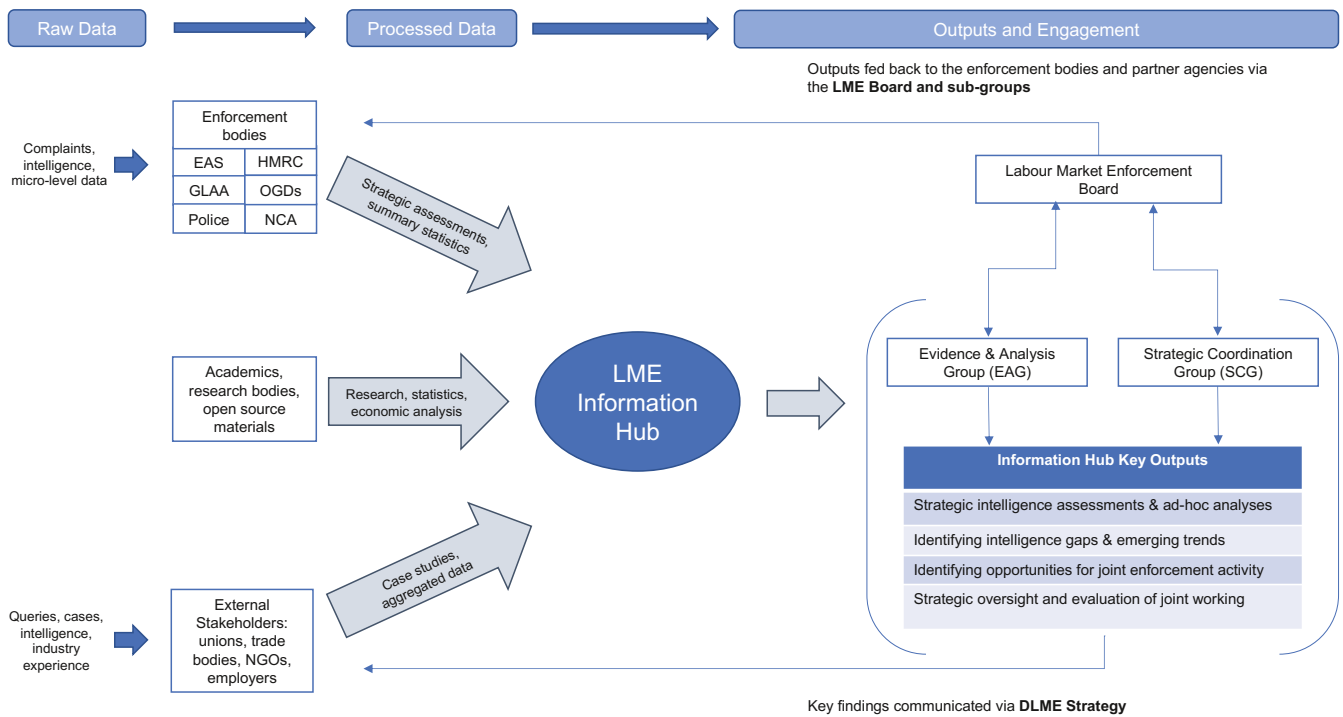 Raw Data
Processed Data
Outputs and Engagement
Outputs fed back to the enforcement bodies and partner agencies via
the LME Board and sub-groups
Complaints,
intelligence,
micro-level data
Enforcement
bodies
EAS
HMRC
GLAA
OGDs
Police
NCA
Strategic assessments,
summary statistics
Labour Market Enforcement
Board
Academics,
research bodies,
open source
materials
Research, statistics,
economic analysis
LME
Information
Hub
Evidence & Analysis
Group (EAG)
Strategic Coordination
Group (SCG)
Information Hub Key Outputs
Strategic intelligence assessments & ad-hoc analyses
Identifying intelligence gaps & emerging trends
Identifying opportunities for joint enforcement activity
Strategic oversight and evaluation of joint working
Queries, cases,
intelligence,
industry
experience
External
Stakeholders:
unions, trade
bodies, NGOs,
employers
Case studies,
aggregated data
Key findings communicated via DLME Strategy